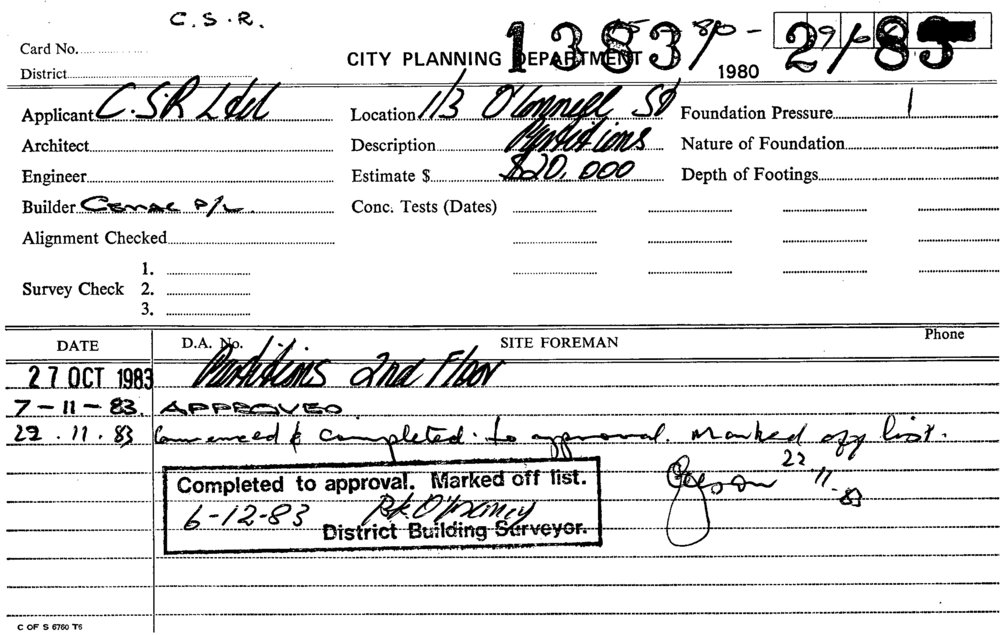 C.S.R.
Card No.
CITY PLANNING DEPARTMENT
1383/
1980
2/83
District
Applicant C.S.R Ltd
Location 1/3 O'Connell St
Foundation Pressure
Architect
Description Partitions
Nature of Foundation
Engineer
Estimate $ $20,000
Depth of Footings
Builder Cemac P/L
Conc. Tests (Dates)
Alignment Checked
1.
Survey Check 2.
3.
DATE D.A. No. SITE FOREMAN Phone
27 OCT 1983 Partitions 2nd Floor
7-11-83. APPROVED
22.11.83 Commenced & completed to approval. Marked off list.
22-11-83
Completed to approval. Marked off list.
6-12-83
District Building Surveyor.
C OF S 6760 T6